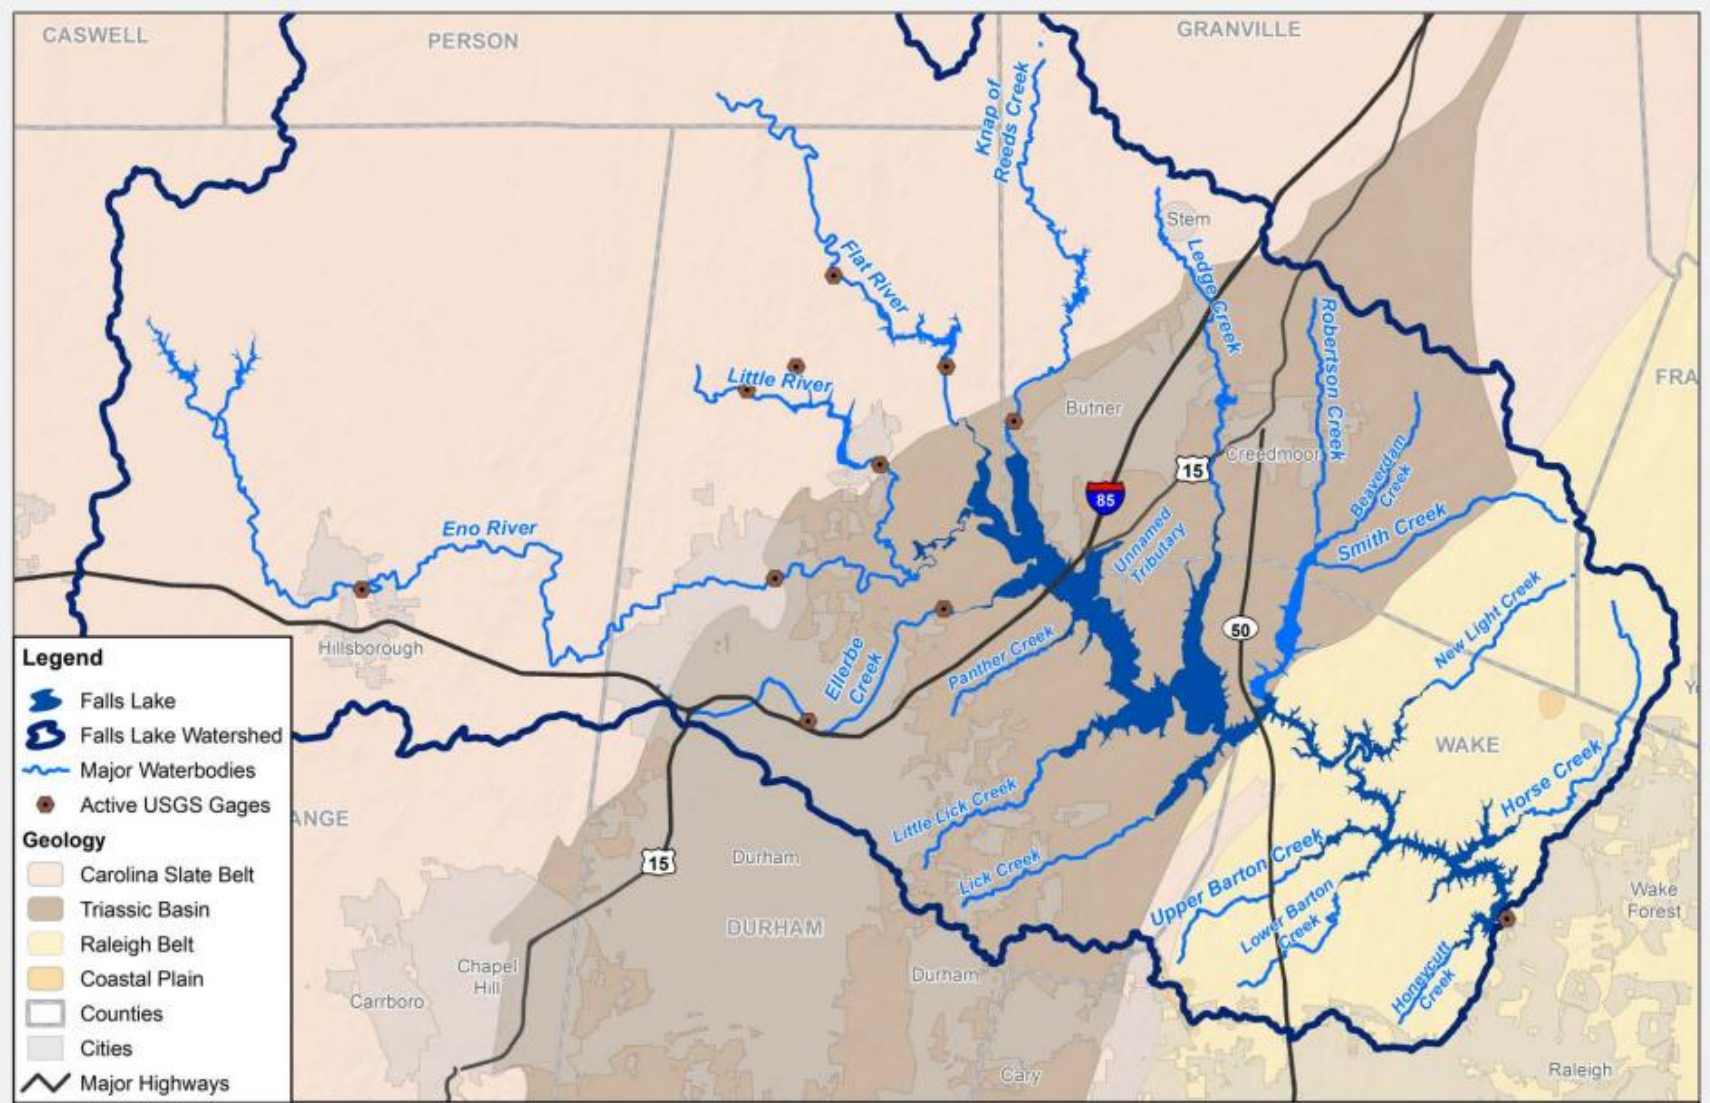 CASWELL
PERSON
GRANVILLE
Knap of
Reeds Creek
Stem
Flat River
Ledge Creek
Robertson Creek
FRA
Little River
Butner
Creedmoor
15
Beaverdam
Creek
85
Smith Creek
Eno River
Unnamed
Tributary
New Light Creek
50
Hillsborough
Ellerbe
Creek
Panther Creek
WAKE
Horse Creek
Little Lick Creek
ANGE
15
Durham
Lick Creek
Upper Barton Creek
Lower Barton
Creek
Wake
Forest
DURHAM
Chapel
Hill
Durham
Carrboro
Honeycutt
Creek
Cary
Raleigh
Legend
Falls Lake
Falls Lake Watershed
Major Waterbodies
Active USGS Gages
Geology
Carolina Slate Belt
Triassic Basin
Raleigh Belt
Coastal Plain
Counties
Cities
Major Highways